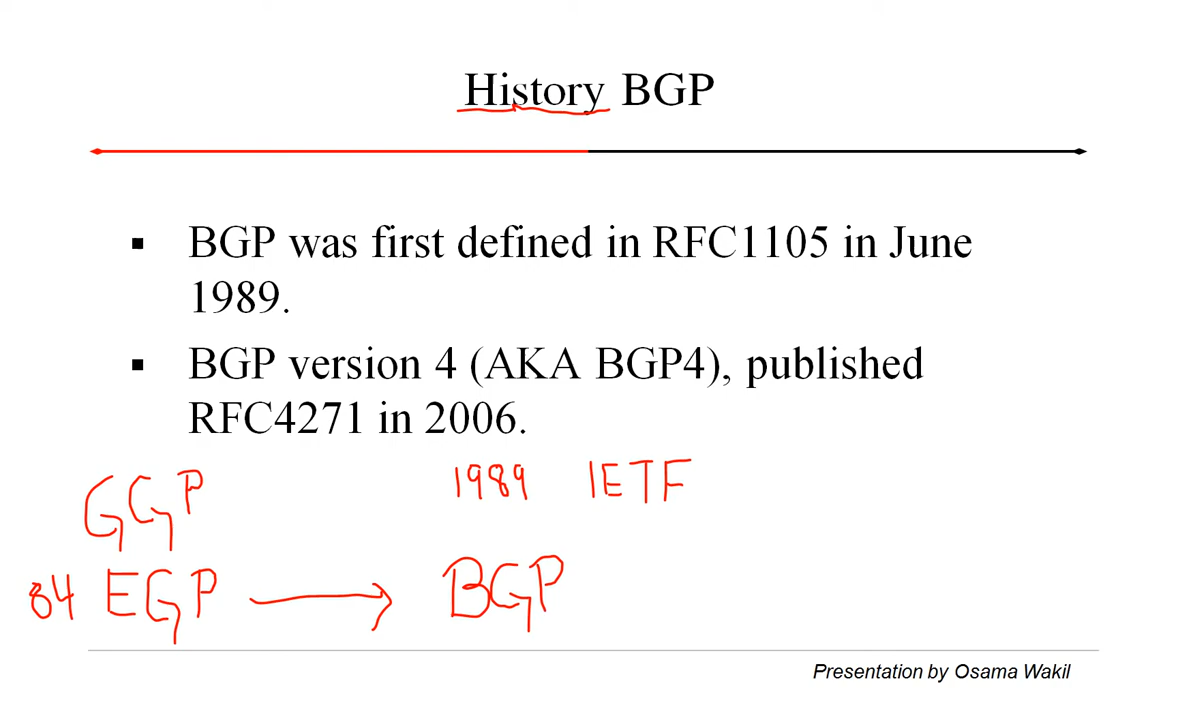 History BGP
▪ BGP was first defined in RFC1105 in June
1989.
▪ BGP version 4 (AKA BGP4), published
RFC4271 in 2006.
GGP
1989 IETF
84 EGP → BGP
Presentation by Osama Wakil